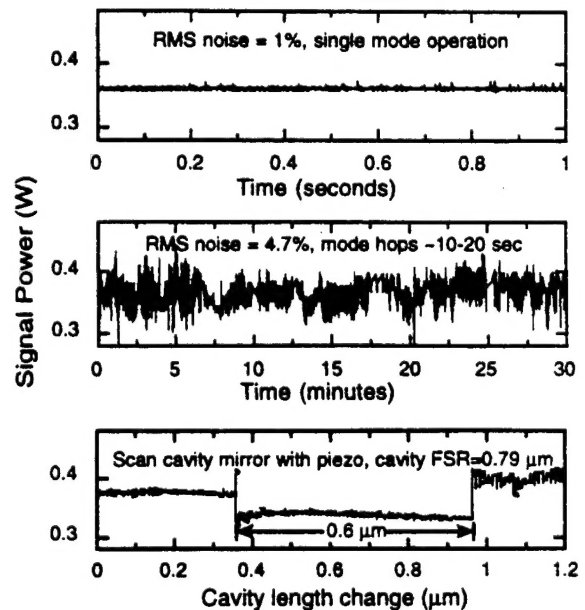 Signal Power (W)
RMS noise = 1%, single mode operation
0.4
0.3
0 0.2 0.4 0.6 0.8 1
Time (seconds)
RMS noise = 4.7%, mode hops ~10-20 sec
0.4
0.3
0 5 10 15 20 25 30
Time (minutes)
Scan cavity mirror with piezo, cavity FSR=0.79 μm
0.4
0.3
0.6 μm
0 0.2 0.4 0.6 0.8 1 1.2
Cavity length change (μm)